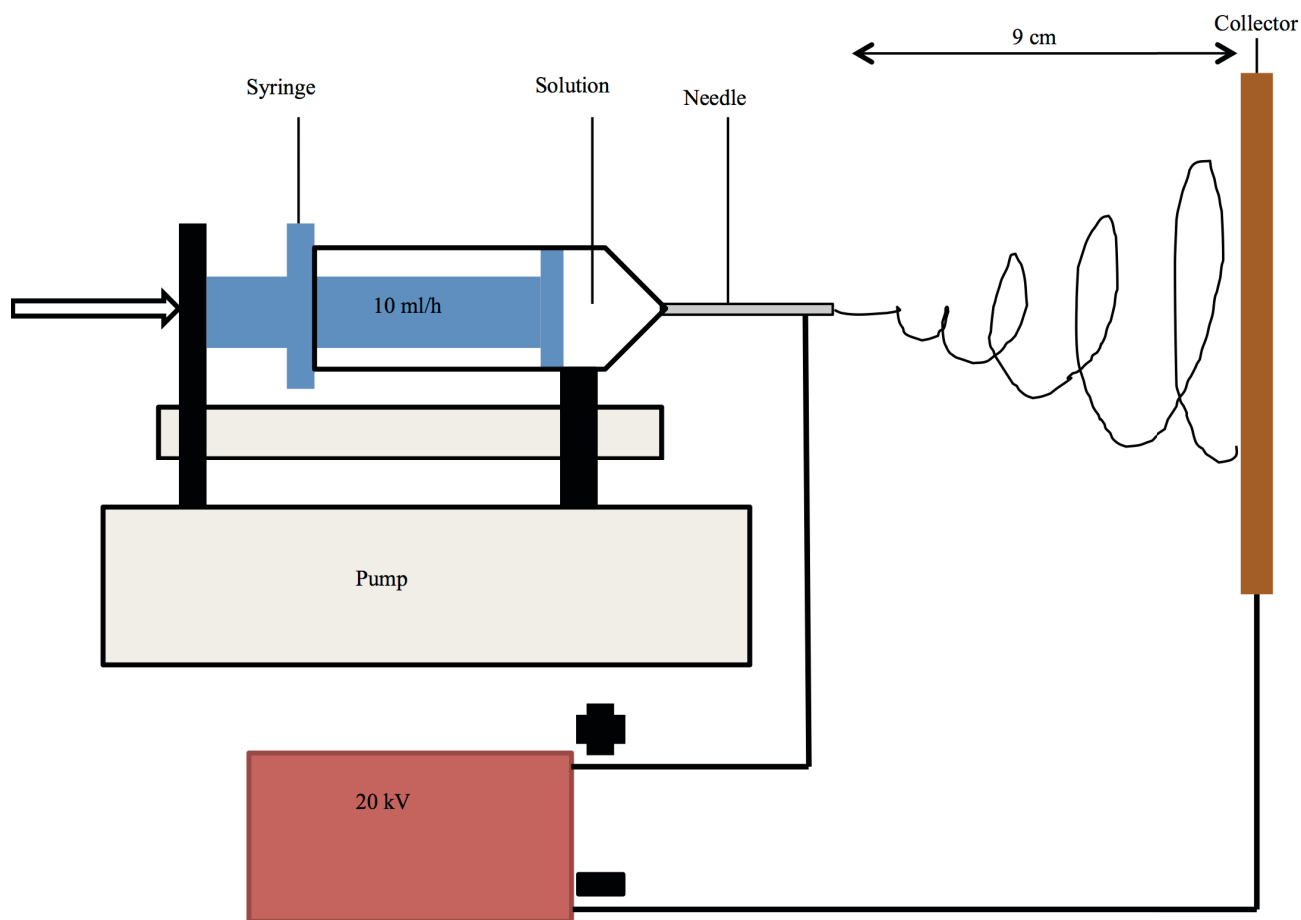 Collector
9 cm
Syringe
Solution
Needle
10 ml/h
Pump
20 kV